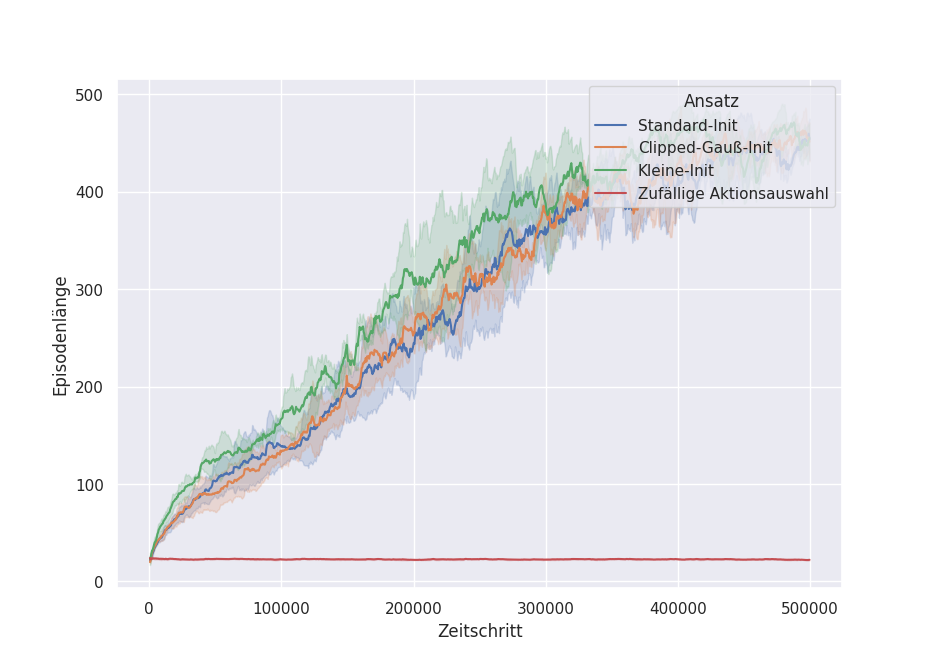 500
400
300
200
100
0
Episodenlänge
Ansatz
Standard-Init
Clipped-Gauß-Init
Kleine-Init
Zufällige Aktionsauswahl
0 100000 200000 300000 400000 500000
Zeitschritt